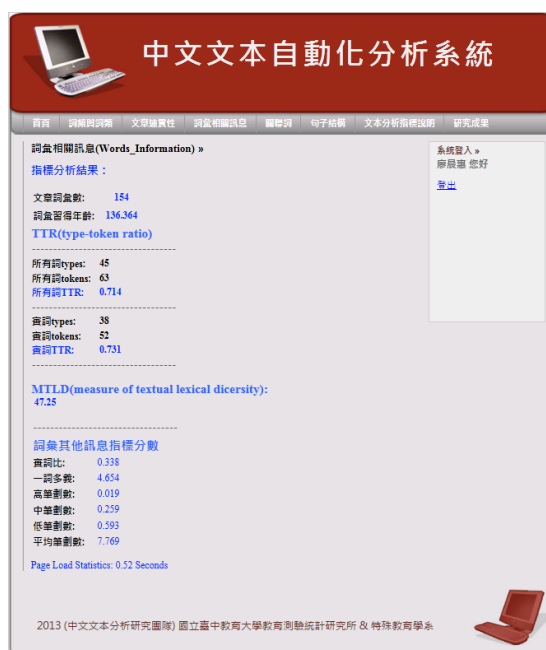 中文文本自動化分析系統
首頁 詞類與詞類 文章凝實性 詞彙相關訊息 關聯詞 句子結構 文本分析指標說明 研究成果
詞彙相關訊息(Words_Information) »
系統登入 »
廖晨惠 您好
登出
指標分析結果：
文章詞彙數: 154
詞彙習得年齡: 136.364
TTR(type-token ratio)
--------------------------------
所有詞types: 45
所有詞tokens: 63
所有詞TTR: 0.714
--------------------------------
實詞types: 38
實詞tokens: 52
實詞TTR: 0.731
--------------------------------
MTLD(measure of textual lexical dicersity):
47.25
--------------------------------
詞彙其他訊息指標分數
實詞比: 0.338
一詞多義: 4.654
高筆劃數: 0.019
中筆劃數: 0.259
低筆劃數: 0.593
平均筆劃數: 7.769
Page Load Statistics: 0.52 Seconds
2013 (中文文本分析研究團隊) 國立臺中教育大學教育測驗統計研究所 & 特殊教育學系